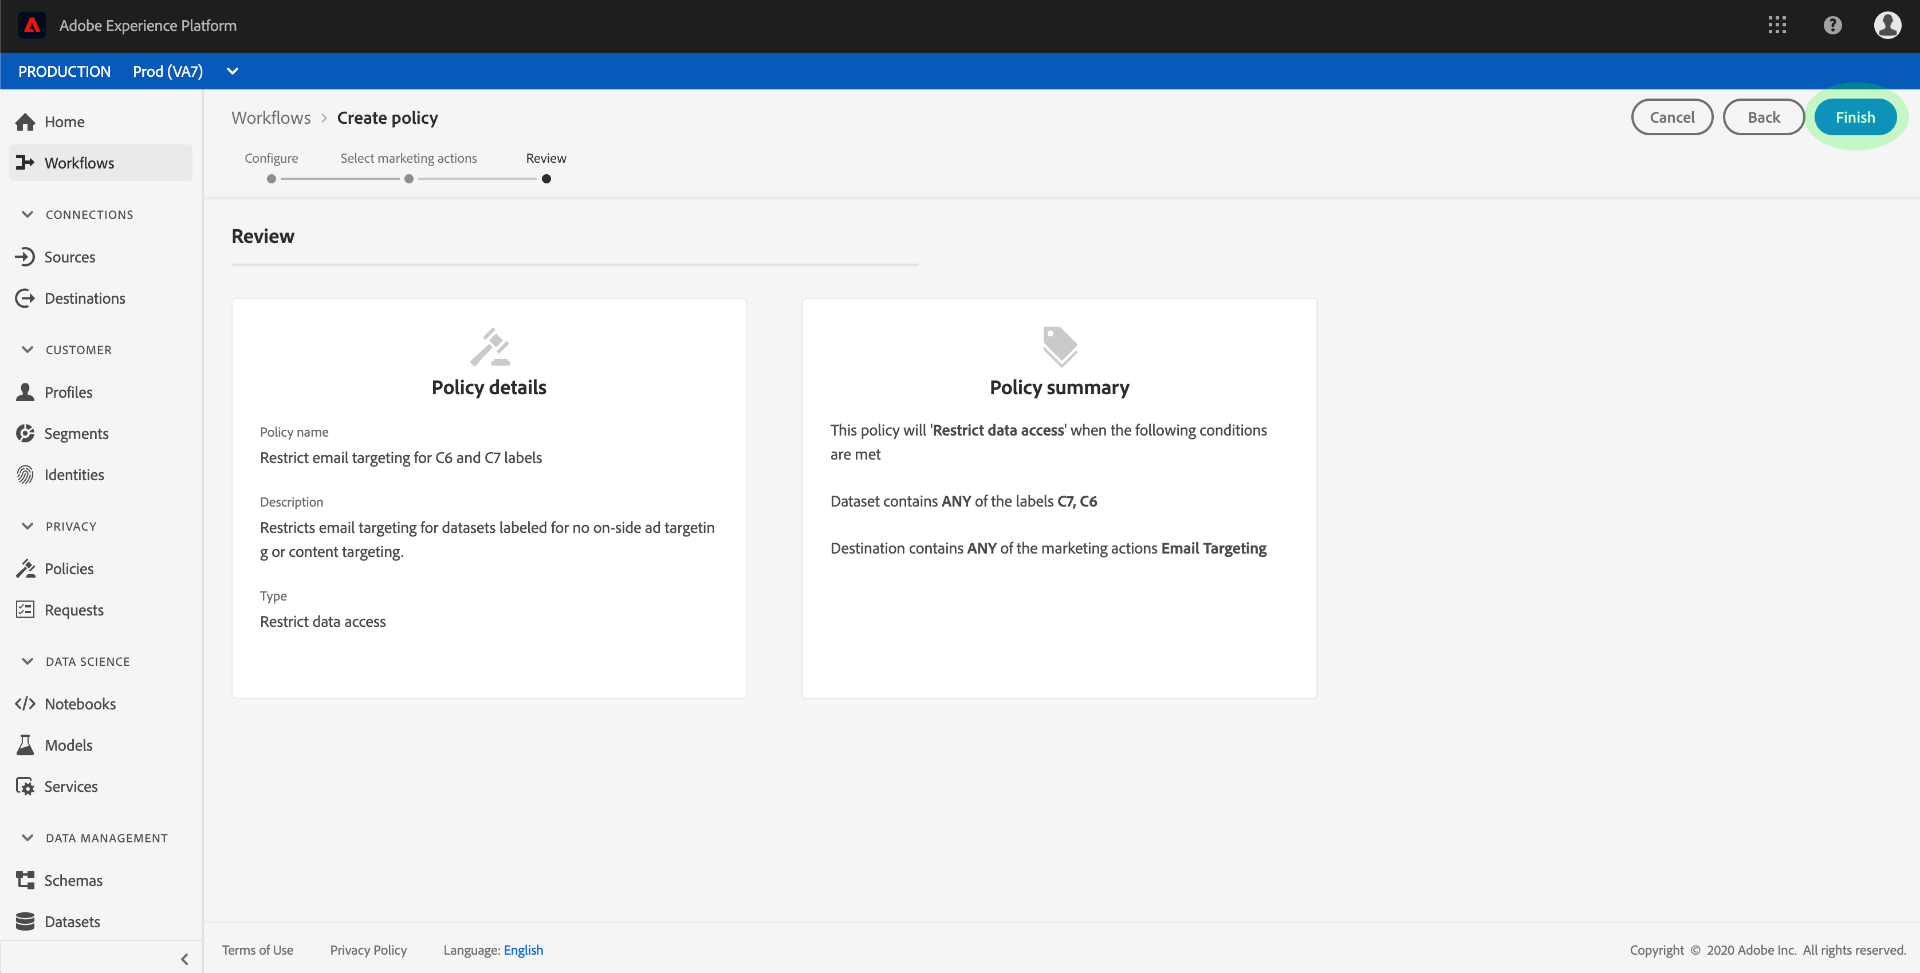 Adobe Experience Platform
PRODUCTION Prod (VA7)
Home
Workflows
CONNECTIONS
Sources
Destinations
CUSTOMER
Profiles
Segments
Identities
PRIVACY
Policies
Requests
DATA SCIENCE
Notebooks
Models
Services
DATA MANAGEMENT
Schemas
Datasets
Workflows > Create policy
Cancel Back Finish
Configure Select marketing actions Review
Review
Policy details
Policy name
Restrict email targeting for C6 and C7 labels
Description
Restricts email targeting for datasets labeled for no on-side ad targetin
g or content targeting.
Type
Restrict data access
Policy summary
This policy will 'Restrict data access' when the following conditions
are met
Dataset contains ANY of the labels C7, C6
Destination contains ANY of the marketing actions Email Targeting
Terms of Use Privacy Policy Language: English
Copyright © 2020 Adobe Inc. All rights reserved.